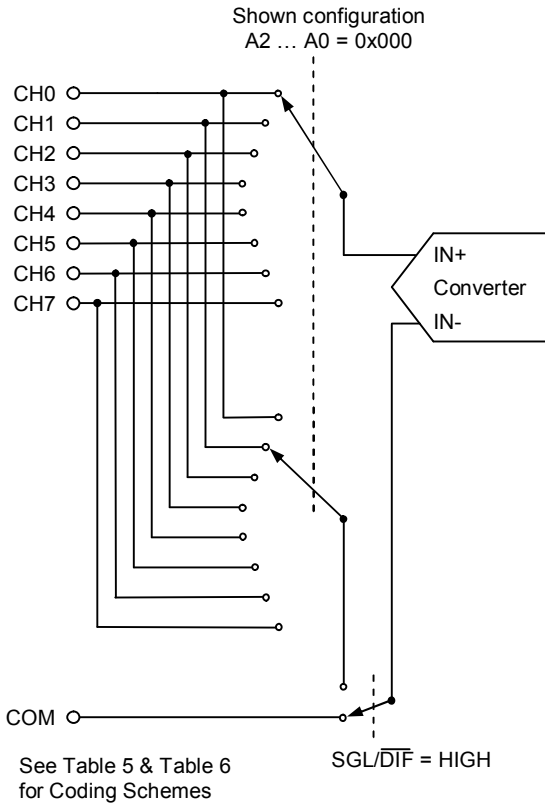 Shown configuration
A2 ... A0 = 0x000
CH0
CH1
CH2
CH3
CH4
CH5
CH6
CH7
IN+
Converter
IN-
COM
SGL/DIF = HIGH
See Table 5 & Table 6
for Coding Schemes